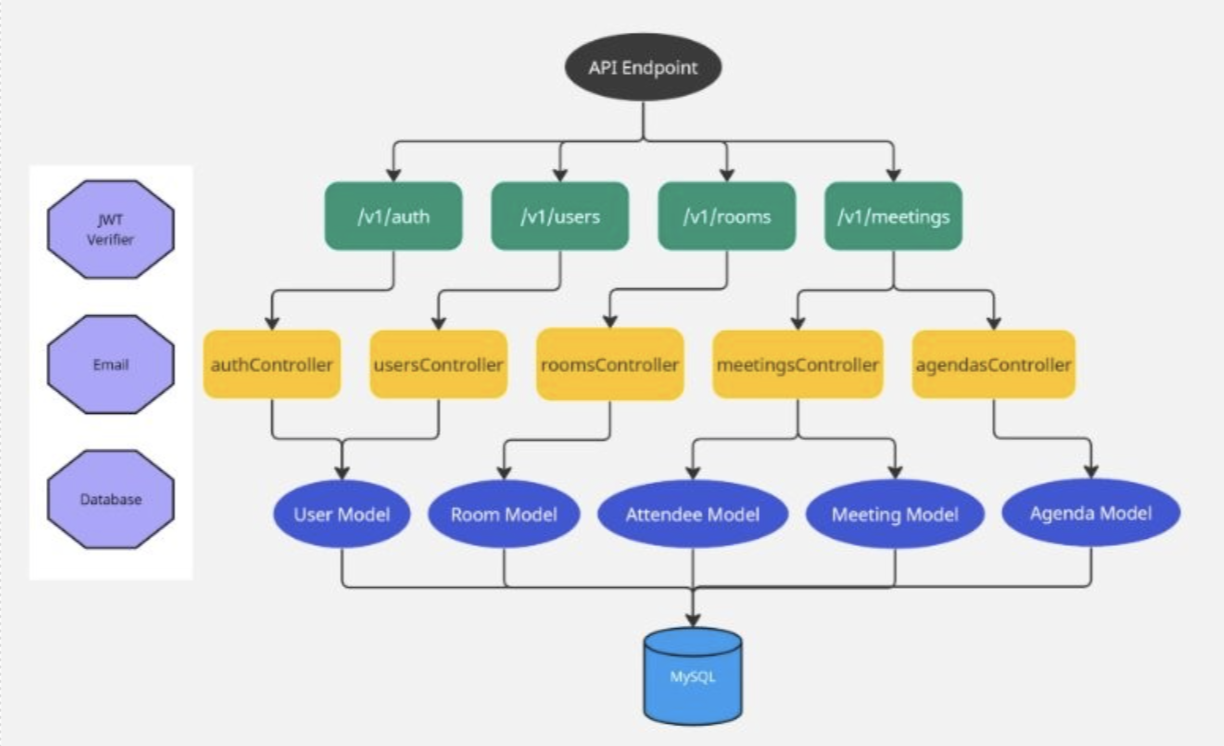 API Endpoint
/v1/auth
/v1/users
/v1/rooms
/v1/meetings
JWT
Verifier
Email
Database
authController
usersController
roomsController
meetingsController
agendasController
User Model
Room Model
Attendee Model
Meeting Model
Agenda Model
MySQL